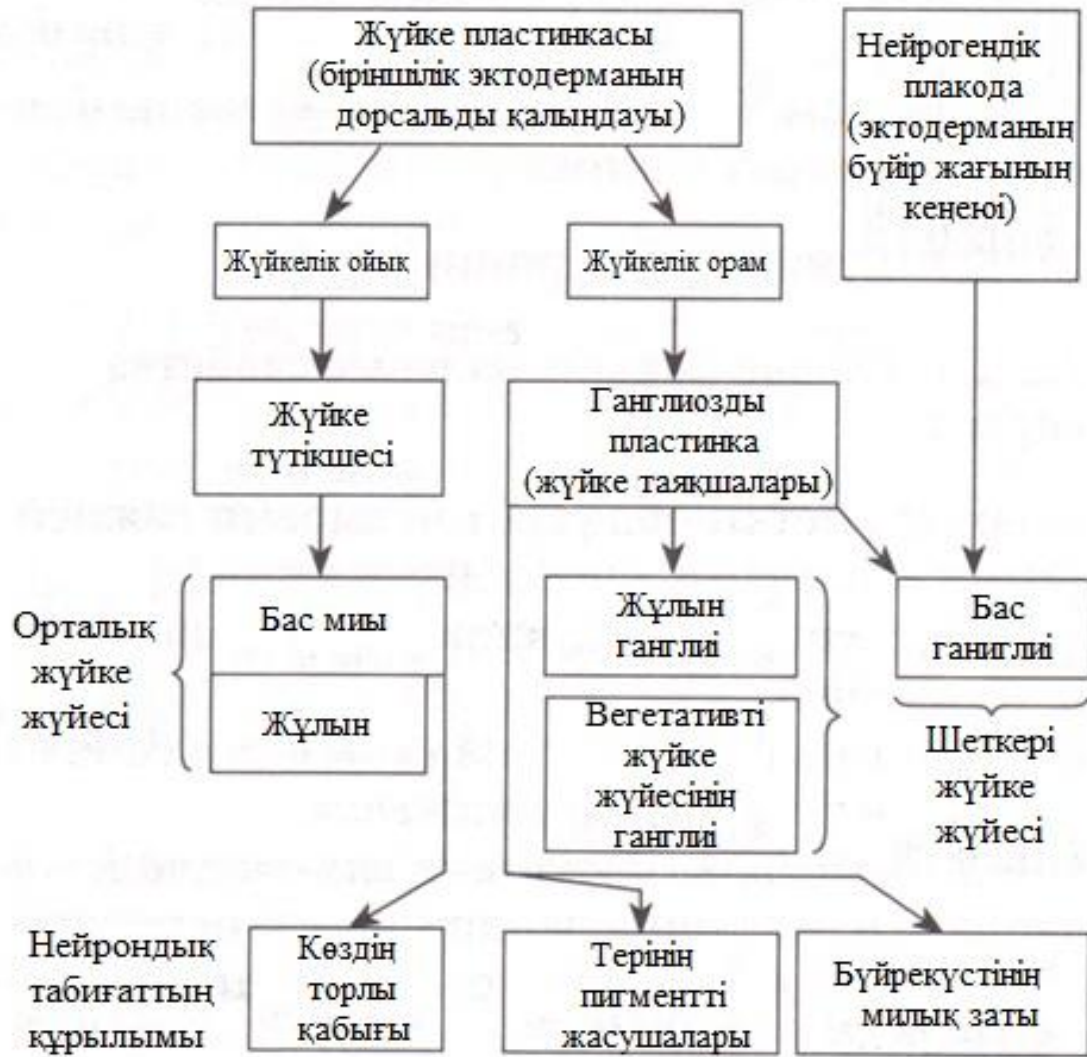 Жүйке пластинкасы
(біріншілік эктодерманың
дорсальды қалыңдауы)
Нейрогендік
плакода
(эктодерманың
бүйір жағының
кеңеюі)
Жүйкелік ойық
Жүйкелік орам
Жүйке
түтікшесі
Ганглиозды
пластинка
(жүйке таяқшалары)
Орталық
жүйке
жүйесі
Бас миы
Жұлын
Жұлын
ганглиі
Вегетативті
жүйке
жүйесінің
ганглиі
Бас
ганиглиі
Шеткері
жүйке
жүйесі
Нейрондық
табиғаттың
құрылымы
Көздің
торлы
қабығы
Терінің
пигментті
жасушалары
Бүйрекүстінің
милық заты